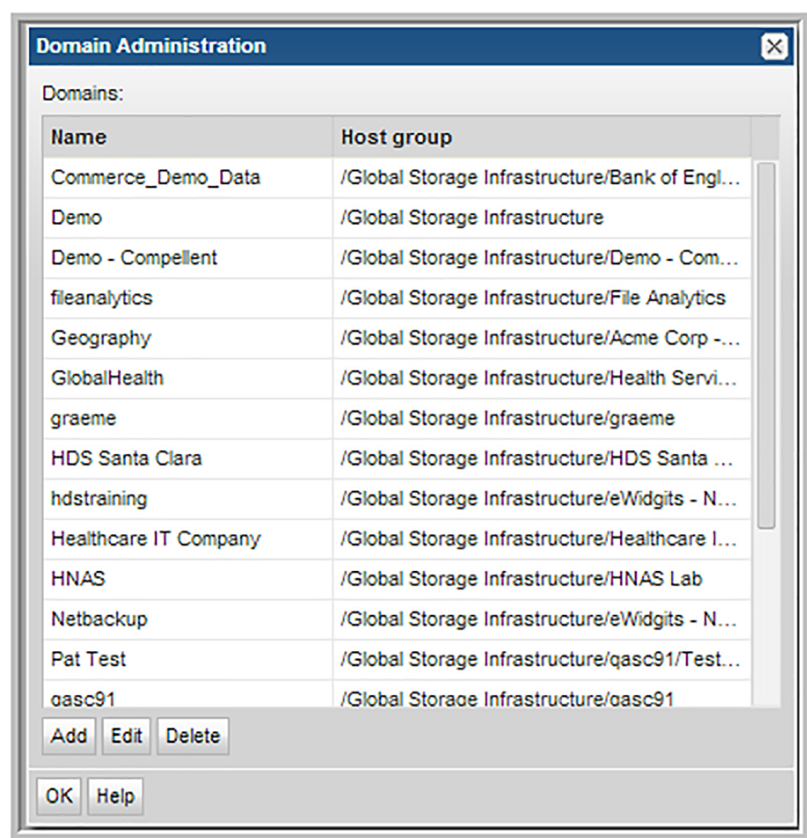 Domain Administration
Domains:
Name Host group
Commerce_Demo_Data /Global Storage Infrastructure/Bank of Engl...
Demo /Global Storage Infrastructure
Demo - Compellent /Global Storage Infrastructure/Demo - Com...
fileanalytics /Global Storage Infrastructure/File Analytics
Geography /Global Storage Infrastructure/Acme Corp -...
GlobalHealth /Global Storage Infrastructure/Health Servi...
graeme /Global Storage Infrastructure/graeme
HDS Santa Clara /Global Storage Infrastructure/HDS Santa ...
hdstraining /Global Storage Infrastructure/eWidgits - N...
Healthcare IT Company /Global Storage Infrastructure/Healthcare I...
HNAS /Global Storage Infrastructure/HNAS Lab
Netbackup /Global Storage Infrastructure/eWidgits - N...
Pat Test /Global Storage Infrastructure/qasc91/Test...
qasc91 /Global Storage Infrastructure/qasc91
Add Edit Delete
OK Help